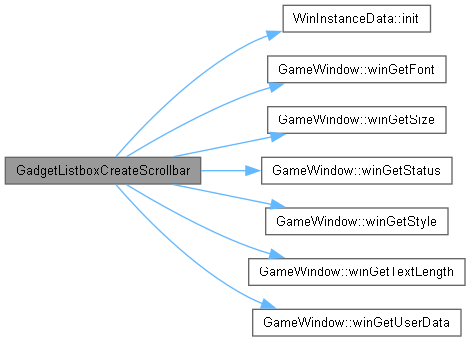 WinInstanceData::init
GameWindow::winGetFont
GameWindow::winGetSize
GadgetListboxCreateScrollbar
GameWindow::winGetStatus
GameWindow::winGetStyle
GameWindow::winGetTextLength
GameWindow::winGetUserData